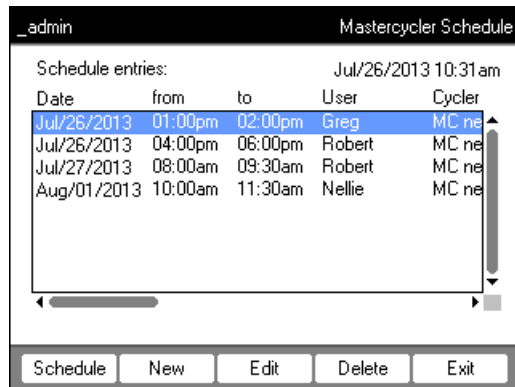 _admin Mastercycler Schedule
Schedule entries: Jul/26/2013 10:31am
Date from to User Cycler
Jul/26/2013 01:00pm 02:00pm Greg MC ne
Jul/26/2013 04:00pm 06:00pm Robert MC ne
Jul/27/2013 08:00am 09:30am Robert MC ne
Aug/01/2013 10:00am 11:30am Nellie MC ne
Schedule New Edit Delete Exit